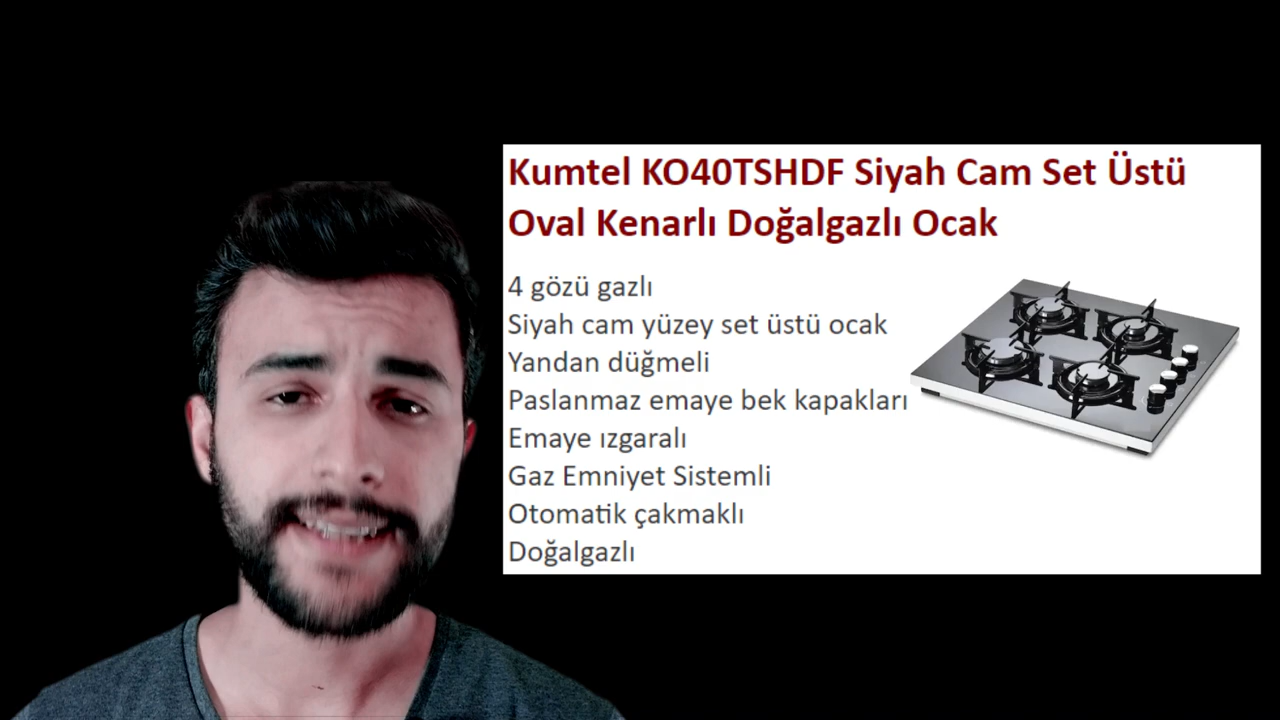 Kumtel KO40TSHDF Siyah Cam Set Üstü
Oval Kenarlı Doğalgazlı Ocak
4 gözü gazlı
Siyah cam yüzey set üstü ocak
Yandan düğmeli
Paslanmaz emaye bek kapakları
Emaye ızgaralı
Gaz Emniyet Sistemli
Otomatik çakmaklı
Doğalgazlı